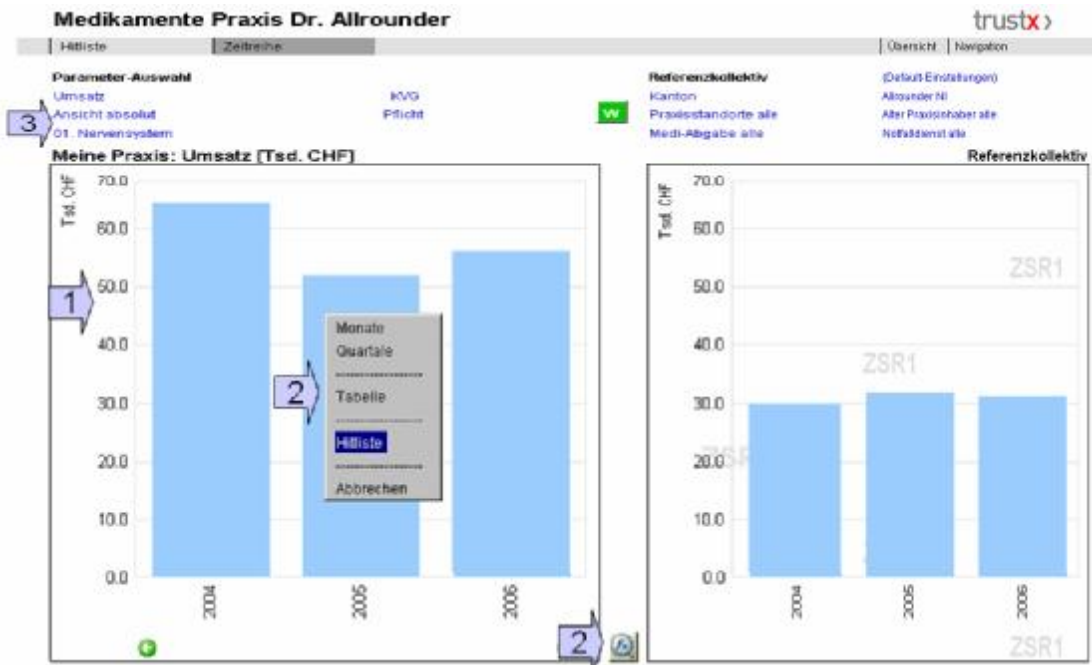 Medikamente Praxis Dr. Allrounder
trustx
Hitliste Zeitreihe Übersicht Navigation
Parameter-Auswahl Referenzkollektiv (Default-Einstellungen)
Umsatz KVG Kanton Allrounder NI
3 Ansicht absolut Pflicht W Praxisstandorte alle Alter Praxisinhaber alle
01. Nervensystem Medi-Abgabe alle Notfalldienst alle
Meine Praxis: Umsatz [Tsd. CHF] Referenzkollektiv
Tsd. CHF
70.0
60.0
50.0
40.0
30.0
20.0
10.0
0.0
2004
2005
2006
1
2
Monate
Quartale
Tabelle
Hitliste
Abbrechen
2
Tsd. CHF
70.0
60.0
50.0
40.0
30.0
20.0
10.0
0.0
2004
2005
2006
ZSR1
ZSR1
ZSR1